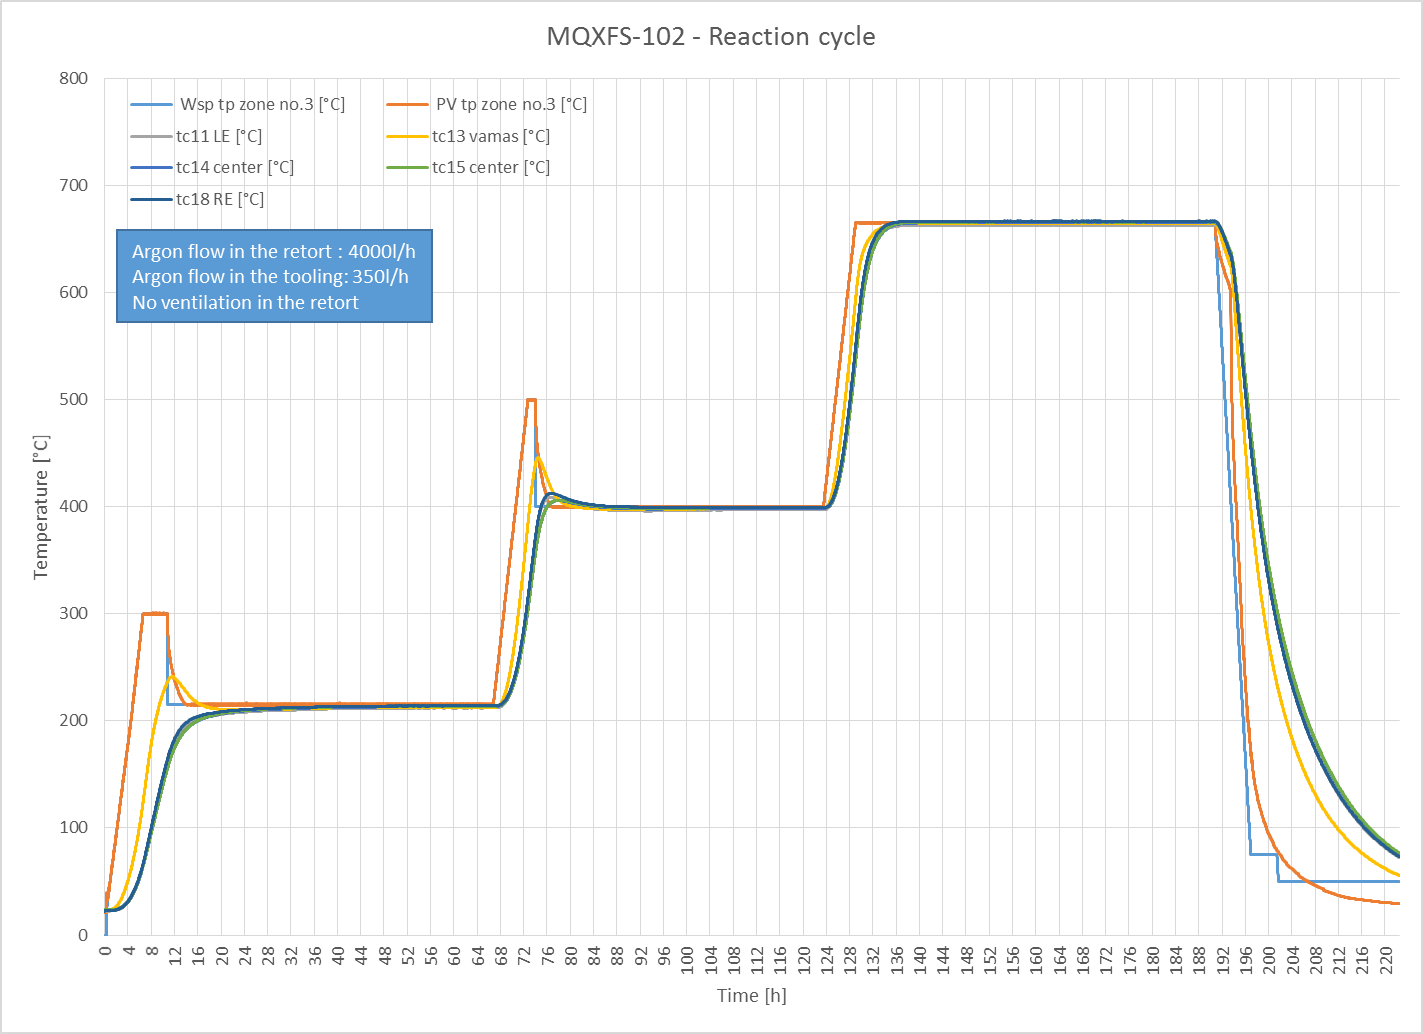 MQXFS-102 - Reaction cycle
800
700
600
500
400
300
200
100
0
Temperature [°C]
Wsp tp zone no.3 [°C] PV tp zone no.3 [°C]
tc11 LE [°C] tc13 vamas [°C]
tc14 center [°C] tc15 center [°C]
tc18 RE [°C]
Argon flow in the retort : 4000l/h
Argon flow in the tooling: 350l/h
No ventilation in the retort
0 4 8 12 16 20 24 28 32 36 40 44 48 52 56 60 64 68 72 76 80 84 88 92 96 100 104 108 112 116 120 124 128 132 136 140 144 148 152 156 160 164 168 172 176 180 184 188 192 196 200 204 208 212 216 220
Time [h]